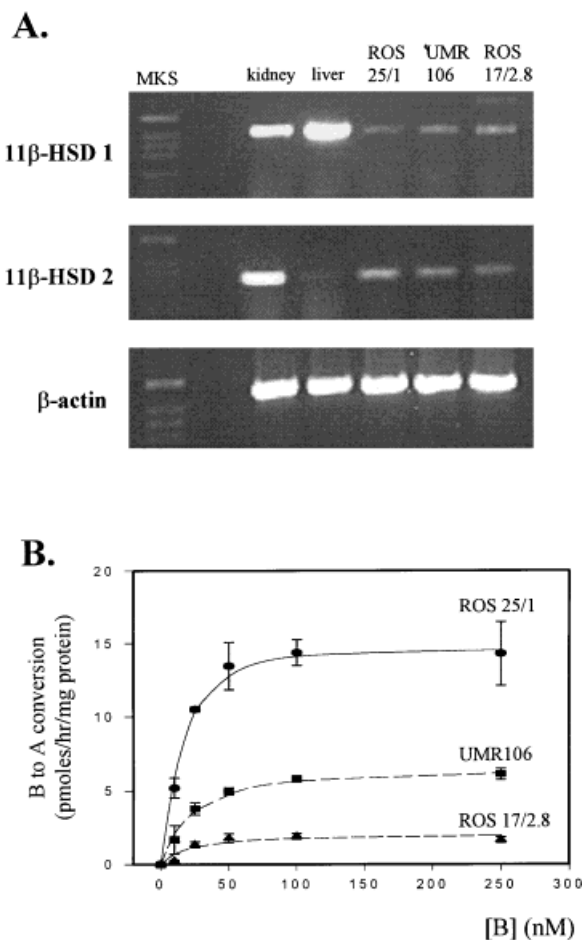 A.
MKS kidney liver ROS 25/1 UMR 106 ROS 17/2.8
11β-HSD 1
11β-HSD 2
β-actin
B.
B to A conversion
(pmoles/hr/mg protein)
20
15
10
5
0
ROS 25/1
UMR106
ROS 17/2.8
0 50 100 150 200 250 300
[B] (nM)